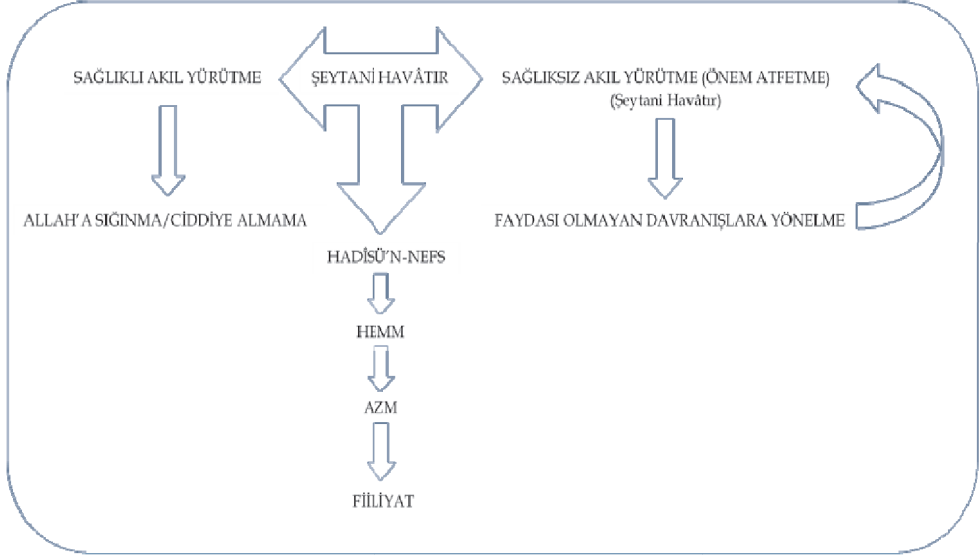 SAĞLIKLI AKIL YÜRÜTME
ŞEYTANİ HAVÂTIR
SAĞLIKSIZ AKIL YÜRÜTME (ÖNEM ATFETME)
(Şeytani Havâtır)
ALLAH'A SIĞINMA/CİDDİYE ALMAMA
FAYDASI OLMAYAN DAVRANIŞLARA YÖNELME
HADÎSÜ'N-NEFS
HEMM
AZM
FİİLİYAT